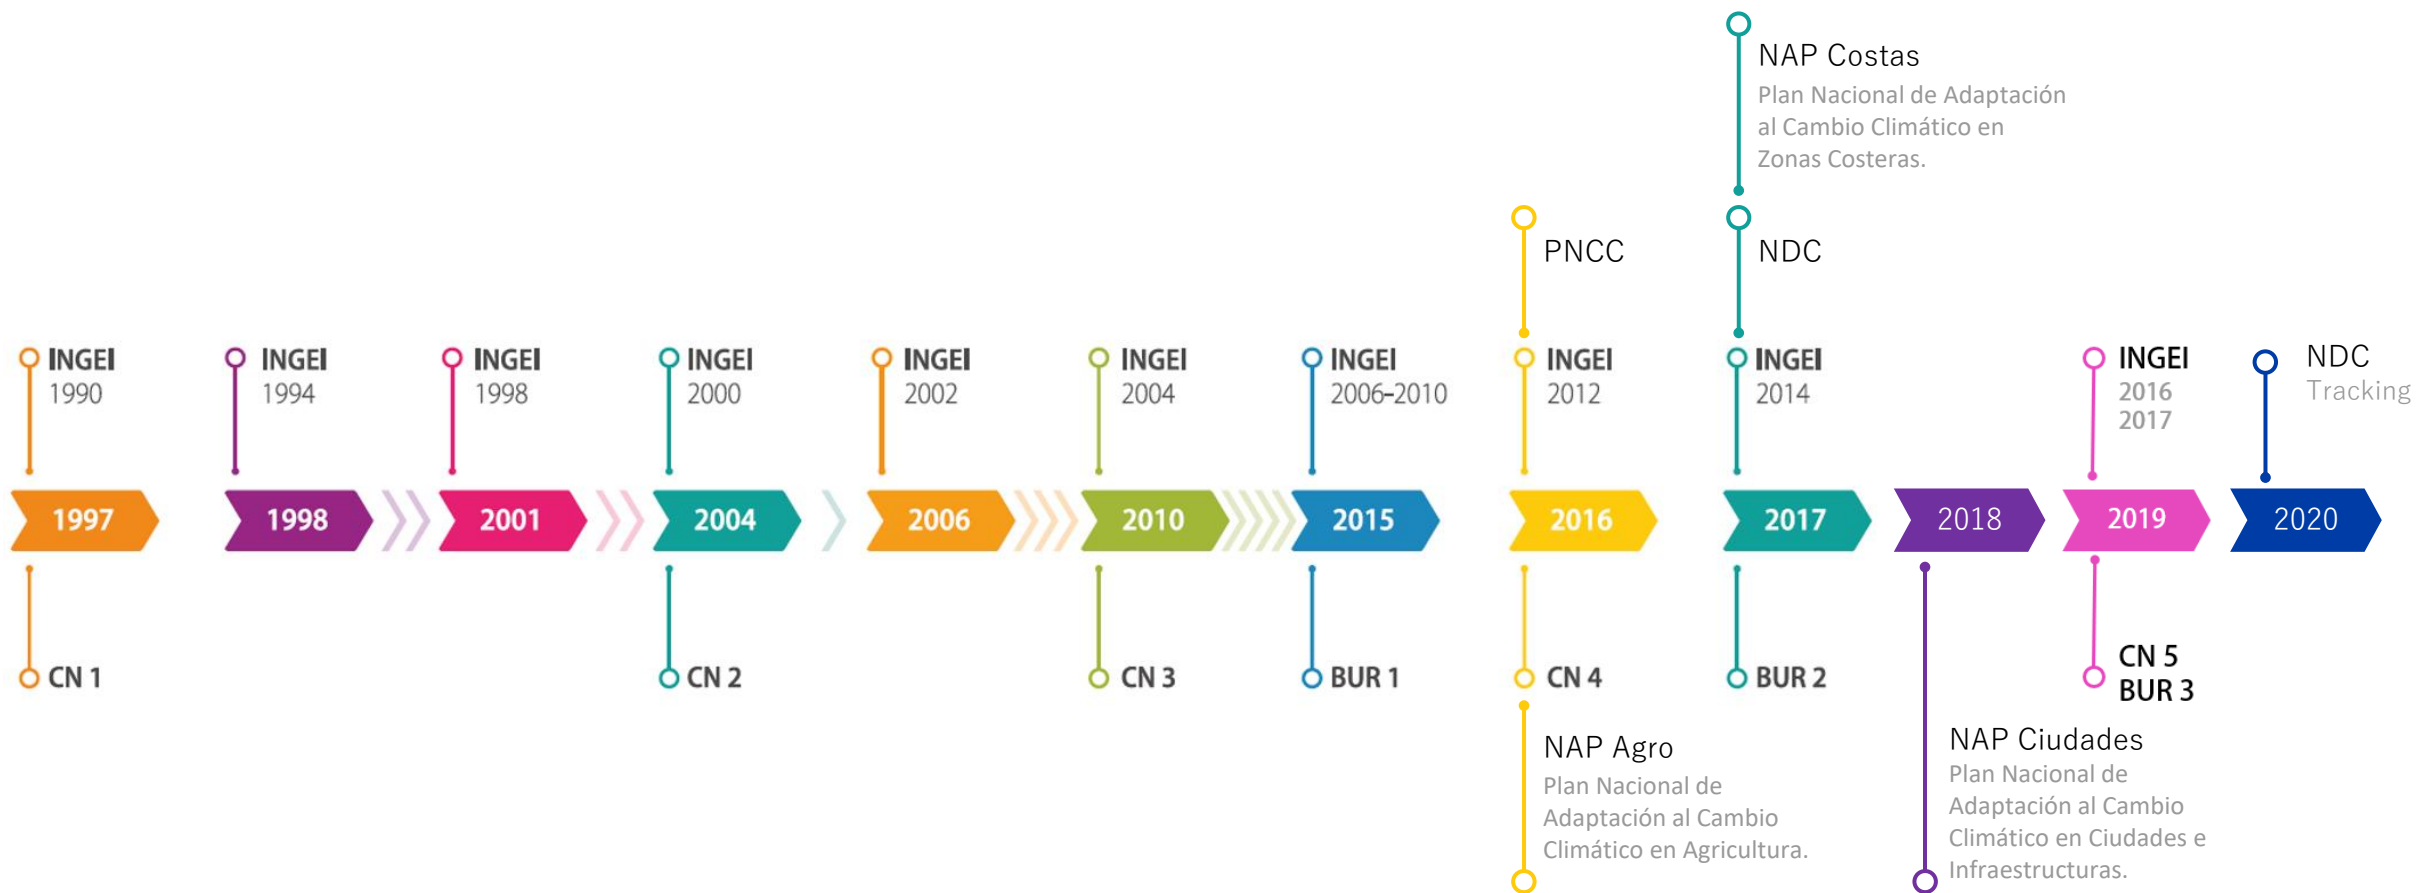 NAP Costas
Plan Nacional de Adaptación
al Cambio Climático en
Zonas Costeras.
PNCC
NDC
INGEI
1990
INGEI
1994
INGEI
1998
INGEI
2000
INGEI
2002
INGEI
2004
INGEI
2006-2010
INGEI
2012
INGEI
2014
INGEI
2016
2017
NDC
Tracking
1997
1998
2001
2004
2006
2010
2015
2016
2017
2018
2019
2020
CN 1
CN 2
CN 3
BUR 1
CN 4
BUR 2
CN 5
BUR 3
NAP Agro
Plan Nacional de
Adaptación al Cambio
Climático en Agricultura.
NAP Ciudades
Plan Nacional de
Adaptación al Cambio
Climático en Ciudades e
Infraestructuras.